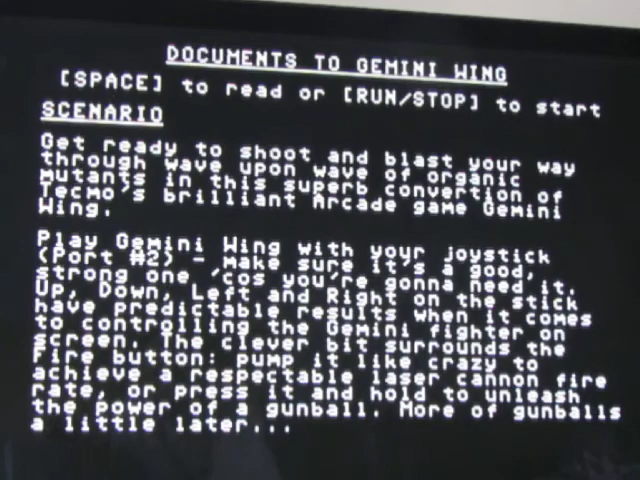 DOCUMENTS TO GEMINI WING
[SPACE] to read or [RUN/STOP] to start
SCENARIO
Get ready to shoot and blast your way
through wave upon wave of organic
mutants in this superb convertion of
Tecmo's brilliant Arcade game Gemini
Wing.
Play Gemini Wing with your joystick
(Port #2) - make sure it's a good,
strong one 'cos you're gonna need it.
Up, Down, Left and Right on the stick
have predictable results when it comes
to controlling the Gemini fighter on
screen. The clever bit surrounds the
Fire button: pump it like crazy to
achieve a respectable laser cannon fire
rate, or press it and hold to unleash
the power of a gunball. More of gunballs
a little later...